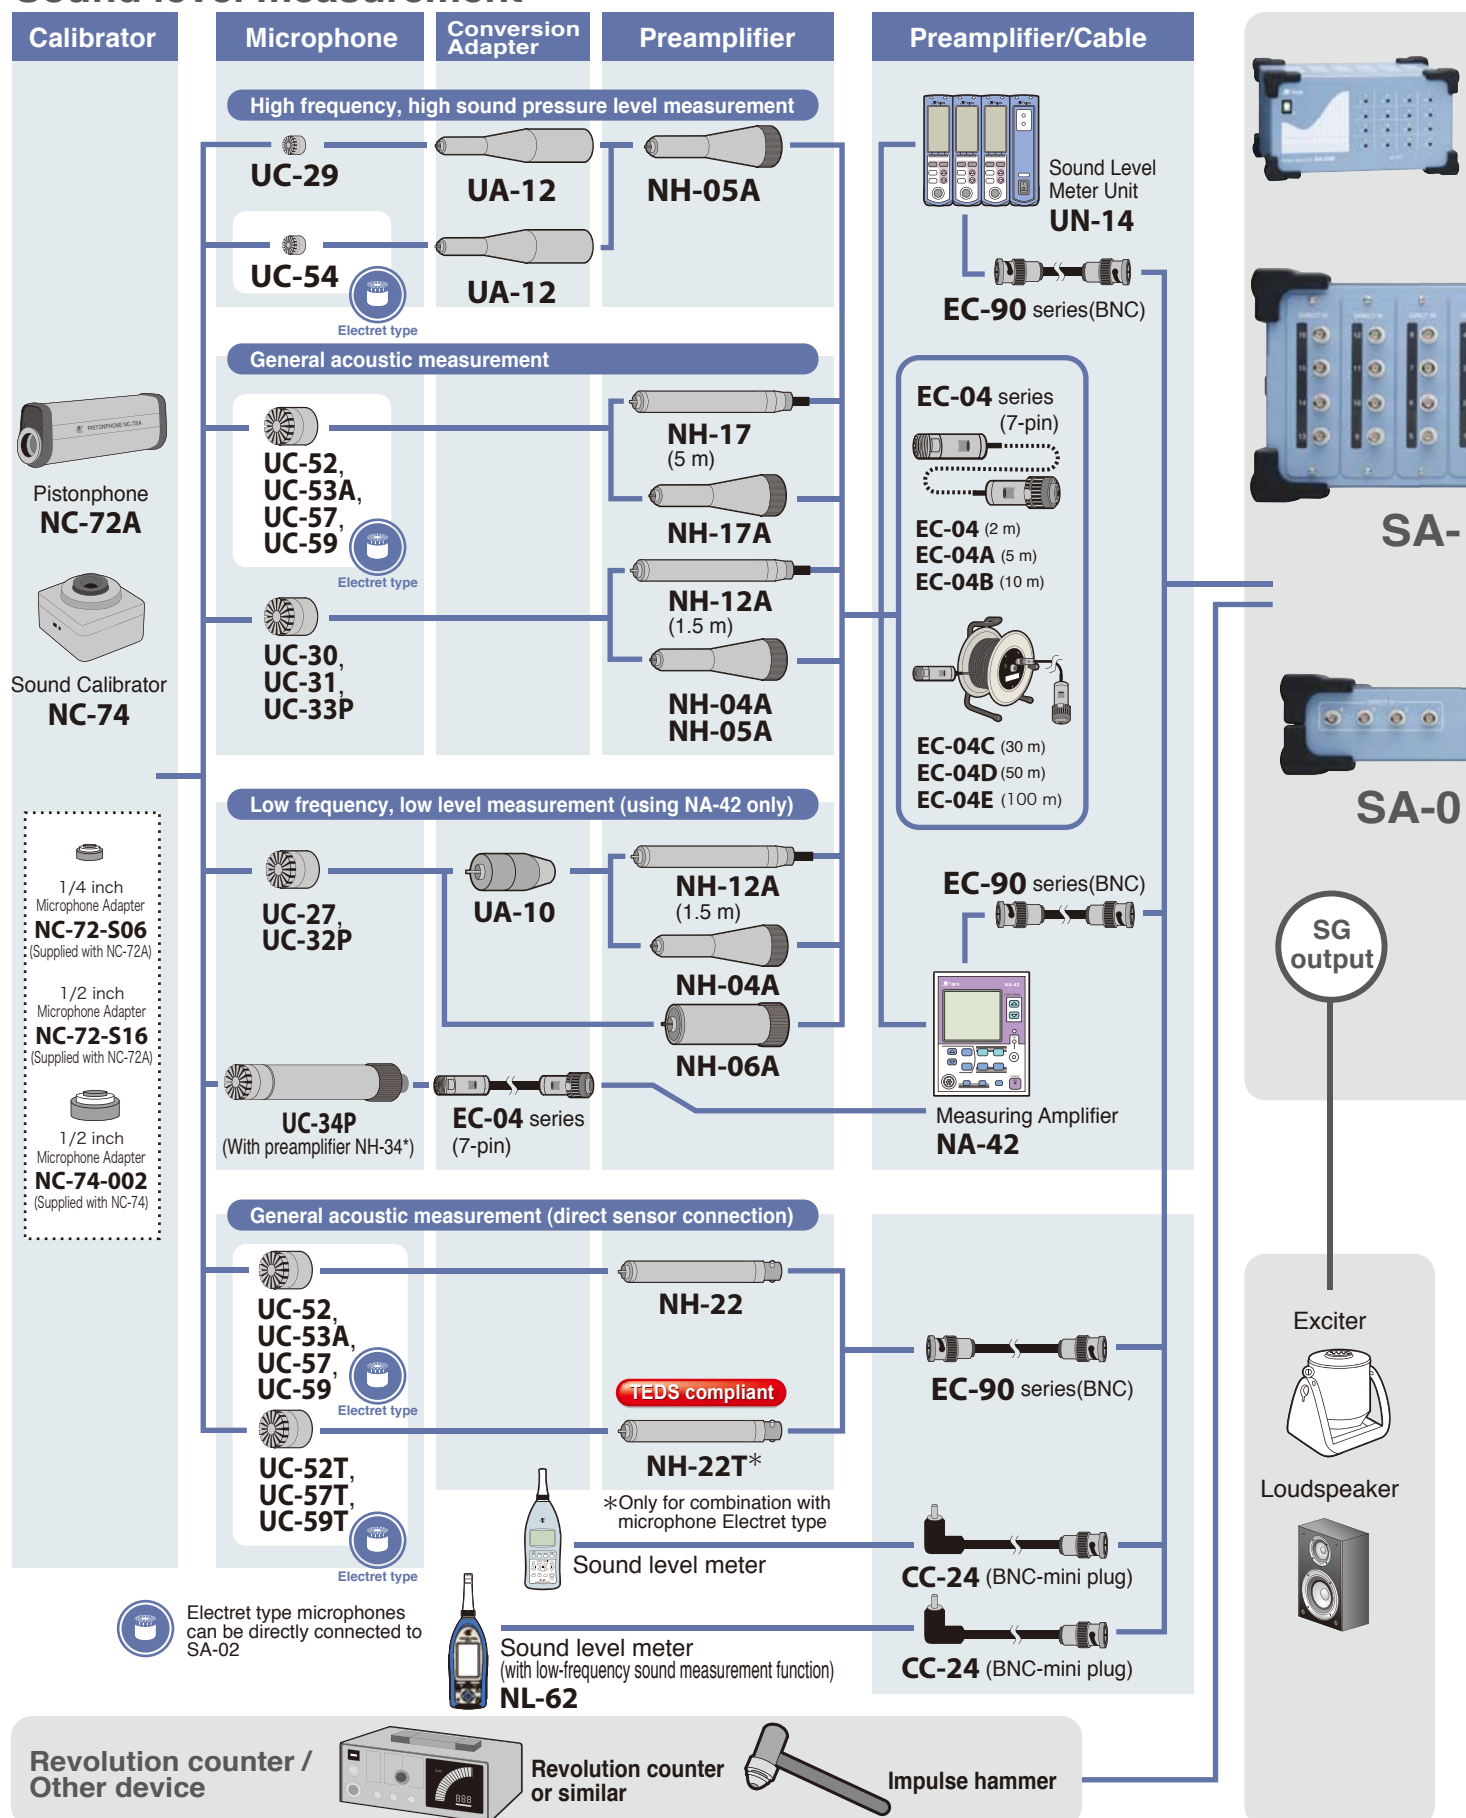 Sound level measurement
Calibrator
Microphone
Conversion
Adapter
Preamplifier
Preamplifier/Cable
High frequency, high sound pressure level measurement
UC-29
UA-12
NH-05A
UC-54
Electret type
UA-12
Sound Level
Meter Unit
UN-14
EC-90 series(BNC)
General acoustic measurement
PISTONPHONE NC-72A
Pistonphone
NC-72A
Sound Calibrator
NC-74
UC-52,
UC-53A,
UC-57,
UC-59
Electret type
NH-17
(5 m)
NH-17A
UC-30,
UC-31,
UC-33P
NH-12A
(1.5 m)
NH-04A
NH-05A
EC-04 series
(7-pin)
EC-04 (2 m)
EC-04A (5 m)
EC-04B (10 m)
EC-04C (30 m)
EC-04D (50 m)
EC-04E (100 m)
SA-
SA-0
1/4 inch
Microphone Adapter
NC-72-S06
(Supplied with NC-72A)
1/2 inch
Microphone Adapter
NC-72-S16
(Supplied with NC-72A)
1/2 inch
Microphone Adapter
NC-74-002
(Supplied with NC-74)
Low frequency, low level measurement (using NA-42 only)
UC-27,
UC-32P
UA-10
NH-12A
(1.5 m)
NH-04A
NH-06A
UC-34P
(With preamplifier NH-34*)
EC-04 series
(7-pin)
EC-90 series(BNC)
NA-42
Measuring Amplifier
NA-42
SG
output
General acoustic measurement (direct sensor connection)
UC-52,
UC-53A,
UC-57,
UC-59
Electret type
NH-22
TEDS compliant
NH-22T*
*Only for combination with
microphone Electret type
UC-52T,
UC-57T,
UC-59T
Electret type
EC-90 series(BNC)
Sound level meter
CC-24 (BNC-mini plug)
Exciter
Loudspeaker
Electret type microphones
can be directly connected to
SA-02
Sound level meter
(with low-frequency sound measurement function)
NL-62
CC-24 (BNC-mini plug)
Revolution counter /
Other device
888
Revolution counter
or similar
Impulse hammer